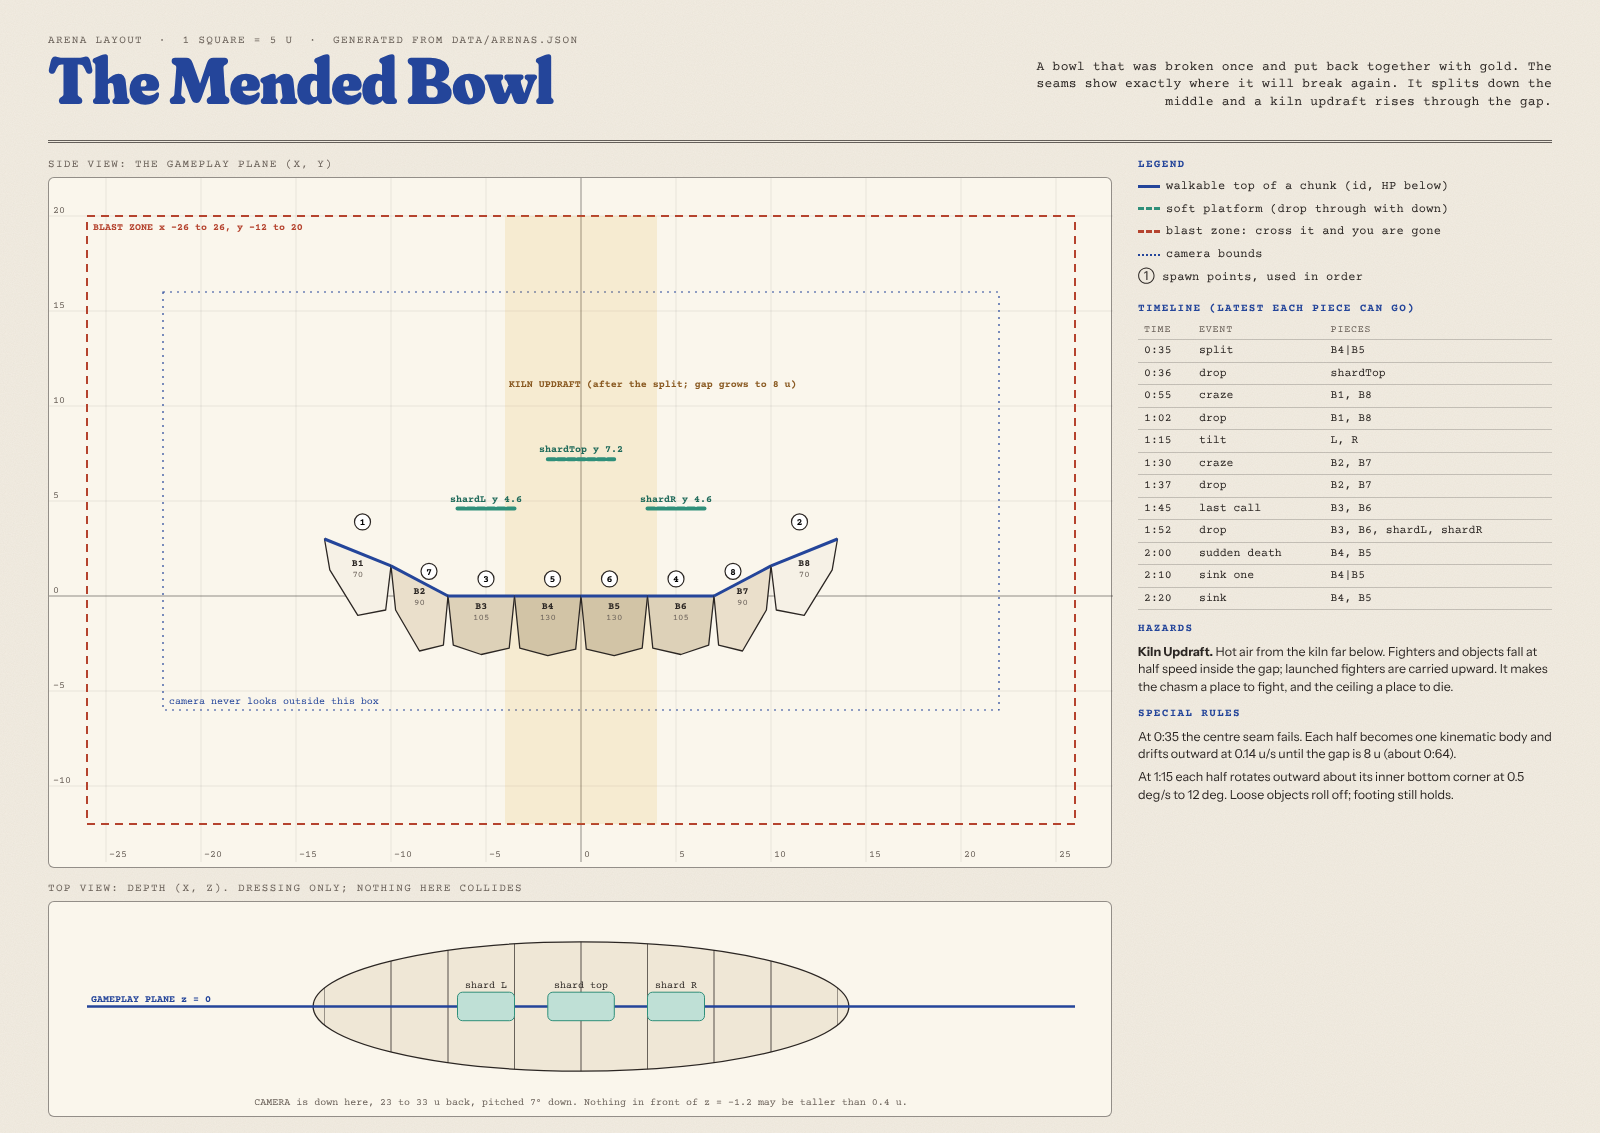 ARENA LAYOUT · 1 SQUARE = 5 U · GENERATED FROM DATA/ARENAS.JSON
The Mended Bowl
A bowl that was broken once and put back together with gold. The
seams show exactly where it will break again. It splits down the
middle and a kiln updraft rises through the gap.
SIDE VIEW: THE GAMEPLAY PLANE (X, Y)
20
BLAST ZONE x -26 to 26, y -12 to 20
15
KILN UPDRAFT (after the split; gap grows to 8 u)
10
shardTop y 7.2
5
shardL y 4.6
shardR y 4.6
1
2
B1
70
B8
70
7
3
5
6
4
8
0
B2
90
B7
90
B3
105
B4
130
B5
130
B6
105
-5
camera never looks outside this box
-10
-25
-20
-15
-10
-5
0
5
10
15
20
25
TOP VIEW: DEPTH (X, Z). DRESSING ONLY; NOTHING HERE COLLIDES
shard L
shard top
shard R
GAMEPLAY PLANE z = 0
CAMERA is down here, 23 to 33 u back, pitched 7° down. Nothing in front of z = -1.2 may be taller than 0.4 u.
LEGEND
walkable top of a chunk (id, HP below)
soft platform (drop through with down)
blast zone: cross it and you are gone
camera bounds
1 spawn points, used in order
TIMELINE (LATEST EACH PIECE CAN GO)
TIME EVENT PIECES
0:35 split B4|B5
0:36 drop shardTop
0:55 craze B1, B8
1:02 drop B1, B8
1:15 tilt L, R
1:30 craze B2, B7
1:37 drop B2, B7
1:45 last call B3, B6
1:52 drop B3, B6, shardL, shardR
2:00 sudden death B4, B5
2:10 sink one B4|B5
2:20 sink B4, B5
HAZARDS
Kiln Updraft. Hot air from the kiln far below. Fighters and objects fall at
half speed inside the gap; launched fighters are carried upward. It makes
the chasm a place to fight, and the ceiling a place to die.
SPECIAL RULES
At 0:35 the centre seam fails. Each half becomes one kinematic body and
drifts outward at 0.14 u/s until the gap is 8 u (about 0:64).
At 1:15 each half rotates outward about its inner bottom corner at 0.5
deg/s to 12 deg. Loose objects roll off; footing still holds.